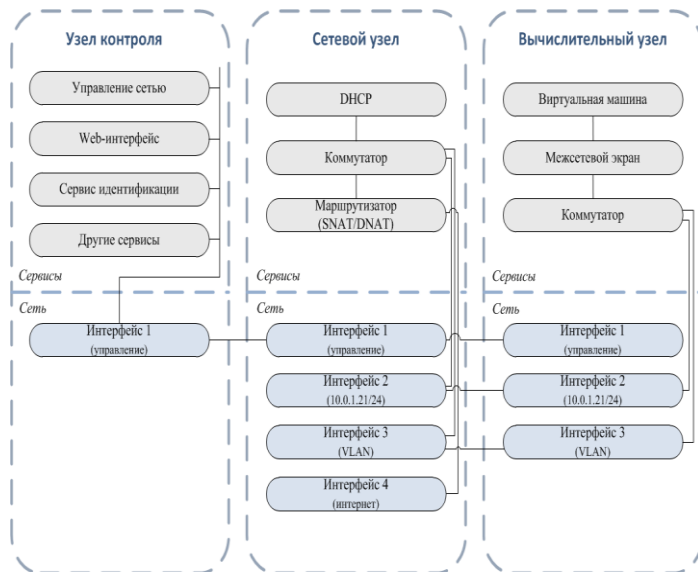 Узел контроля
Управление сетью
Web-интерфейс
Сервис идентификации
Другие сервисы
Сервисы
Сеть
Интерфейс 1
(управление)
Сетевой узел
DHCP
Коммутатор
Маршрутизатор
(SNAT/DNAT)
Сервисы
Сеть
Интерфейс 1
(управление)
Интерфейс 2
(10.0.1.21/24)
Интерфейс 3
(VLAN)
Интерфейс 4
(интернет)
Вычислительный узел
Виртуальная машина
Межсетевой экран
Коммутатор
Сервисы
Сеть
Интерфейс 1
(управление)
Интерфейс 2
(10.0.1.21/24)
Интерфейс 3
(VLAN)